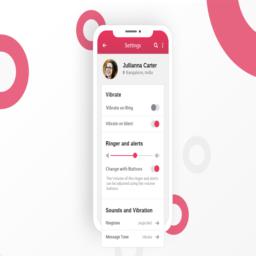 Settings
Julianna Carter
Bangalore, India
Vibrate
Vibrate on Ring
Vibrate on Silent
Ringer and alerts
Change with Buttons
The Volume of the ringer and alerts
can be adjusted using the volume
buttons.
Sounds and Vibration
Ringtone
Message Tone